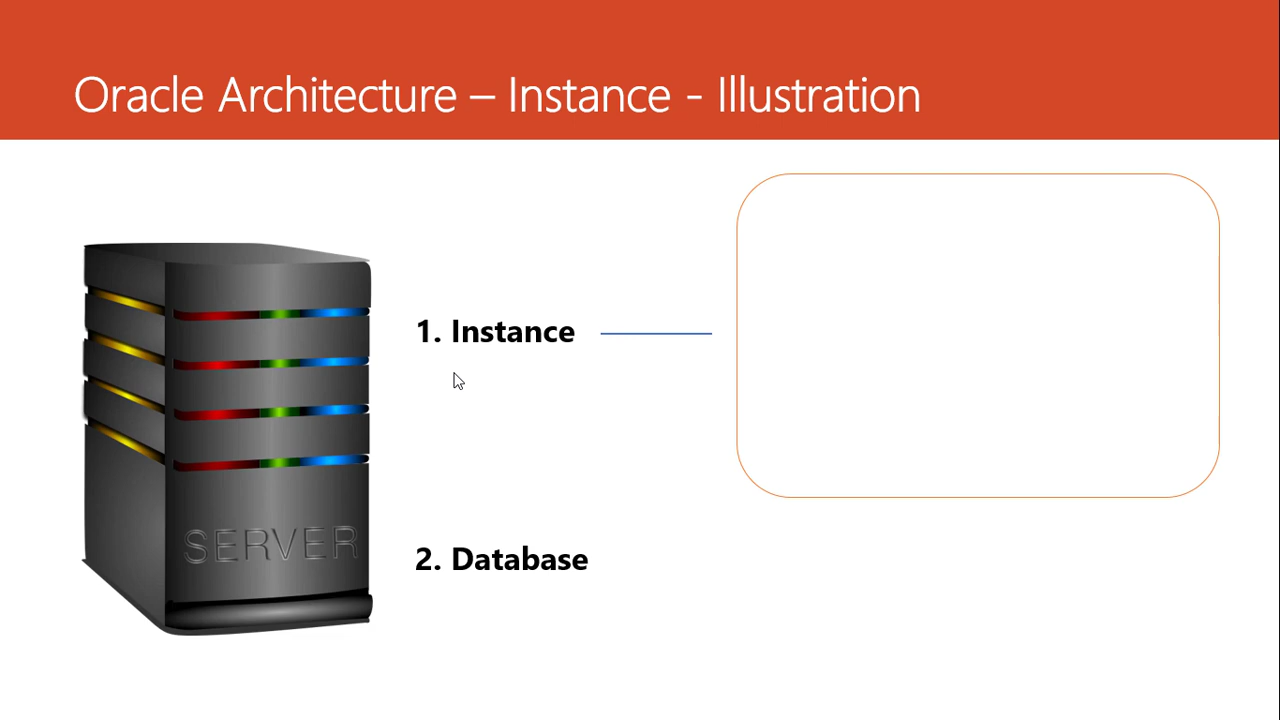 Oracle Architecture – Instance - Illustration
1. Instance
SERVER
2. Database